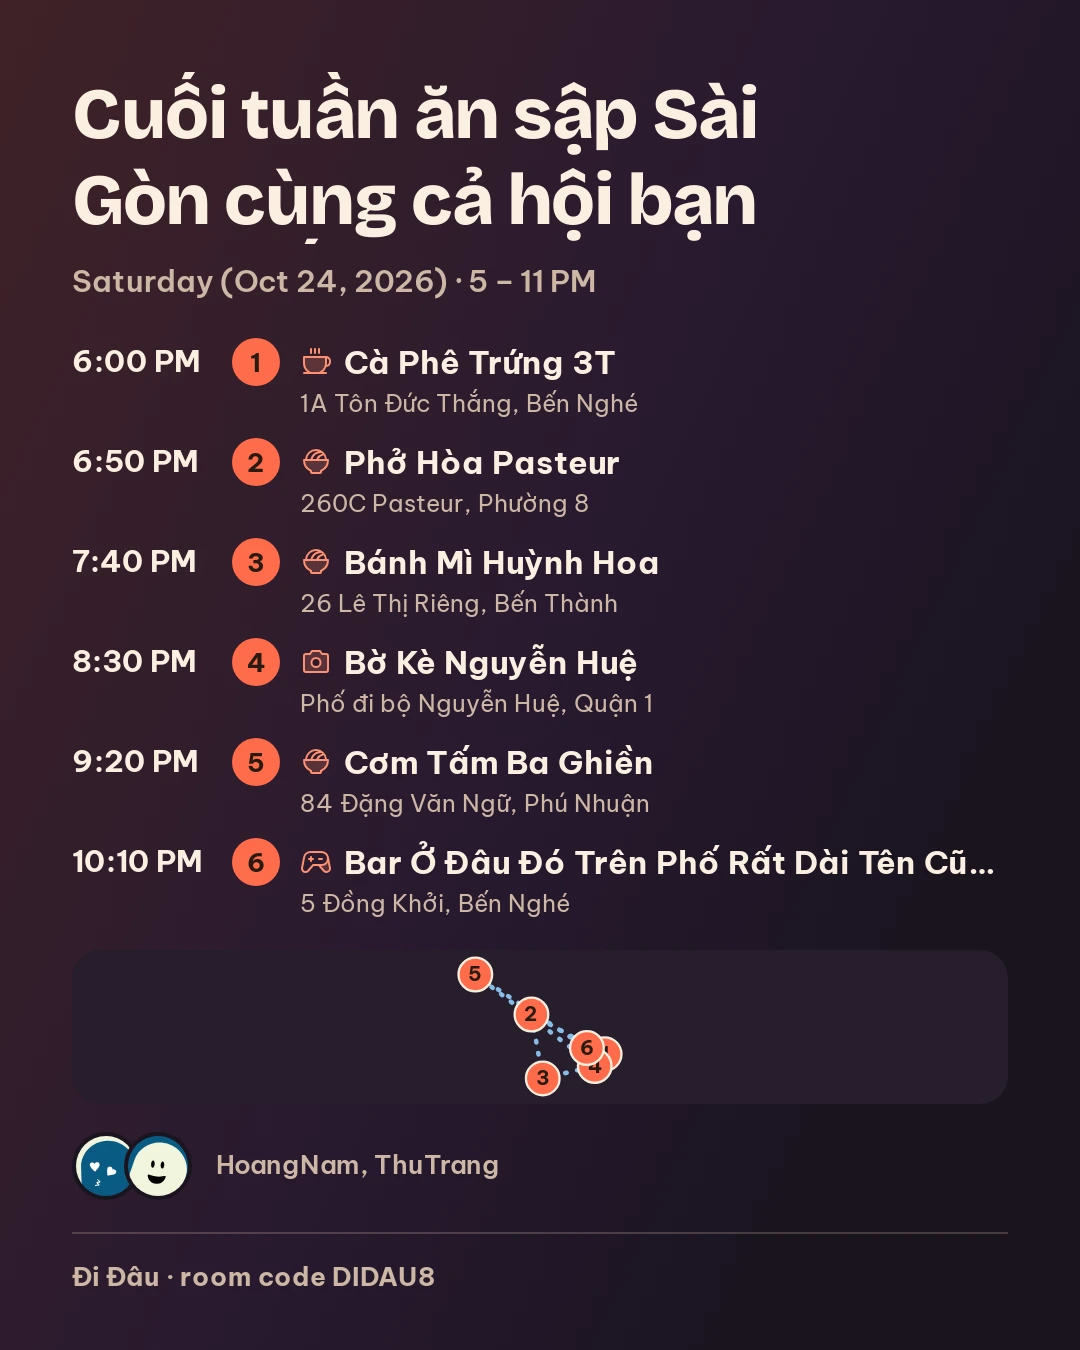 Cuối tuần ăn sập Sài
Gòn cùng cả hội bạn
Saturday (Oct 24, 2026) · 5 – 11 PM
6:00 PM 1 Cà Phê Trứng 3T
1A Tôn Đức Thắng, Bến Nghé
6:50 PM 2 Phở Hòa Pasteur
260C Pasteur, Phường 8
7:40 PM 3 Bánh Mì Huỳnh Hoa
26 Lê Thị Riêng, Bến Thành
8:30 PM 4 Bờ Kè Nguyễn Huệ
Phố đi bộ Nguyễn Huệ, Quận 1
9:20 PM 5 Cơm Tấm Ba Ghiền
84 Đặng Văn Ngữ, Phú Nhuận
10:10 PM 6 Bar Ở Đâu Đó Trên Phố Rất Dài Tên Cũ...
5 Đồng Khởi, Bến Nghé
5
2
6
4
3
HoangNam, ThuTrang
Đi Đâu · room code DIDAU8